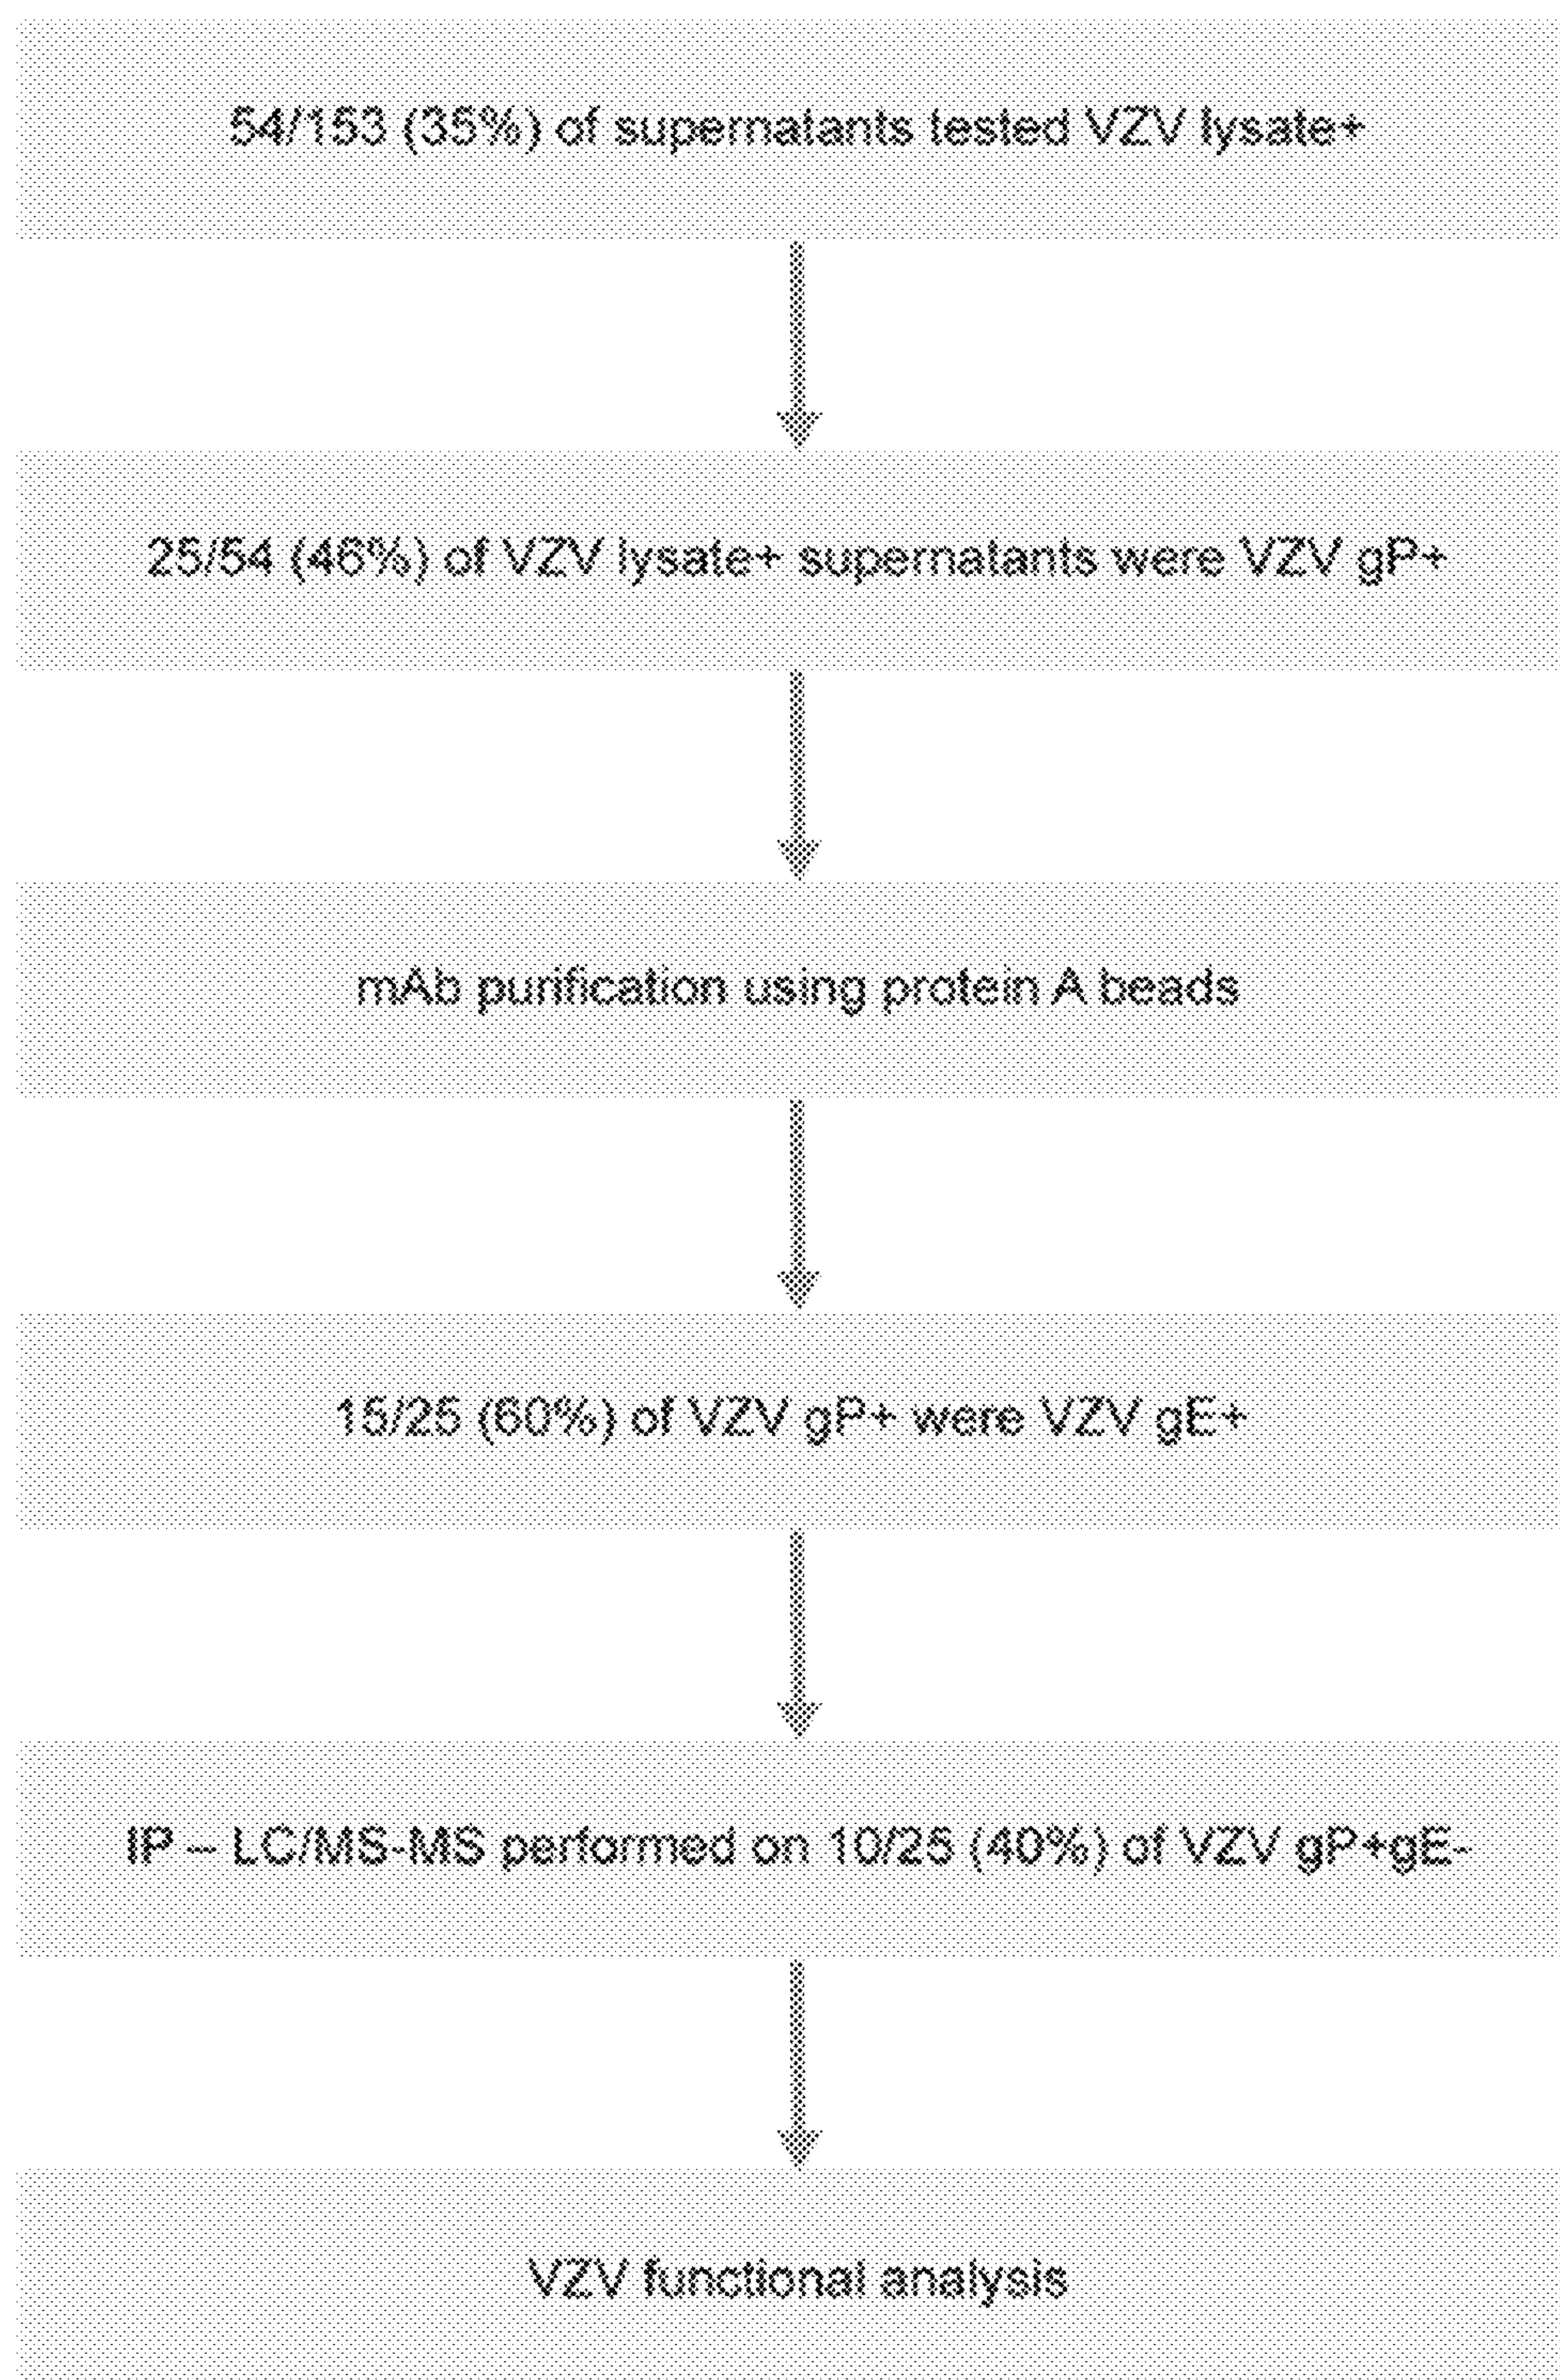 54/153 (35%) of supernatants tested VZV lysate+
25/54 (46%) of VZV lysate+ supernatants were VZV gP+
mAb purification using protein A beads
15/25 (60%) of VZV gP+ were VZV gE+
IP – LC/MS-MS performed on 10/25 (40%) of VZV gP+gE-
VZV functional analysis